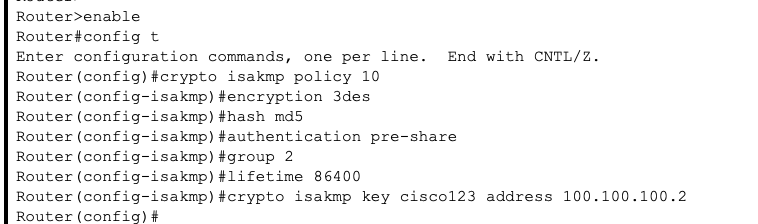 Router>enable
Router#config t
Enter configuration commands, one per line.  End with CNTL/Z.
Router(config)#crypto isakmp policy 10
Router(config-isakmp)#encryption 3des
Router(config-isakmp)#hash md5
Router(config-isakmp)#authentication pre-share
Router(config-isakmp)#group 2
Router(config-isakmp)#lifetime 86400
Router(config-isakmp)#crypto isakmp key cisco123 address 100.100.100.2
Router(config)#